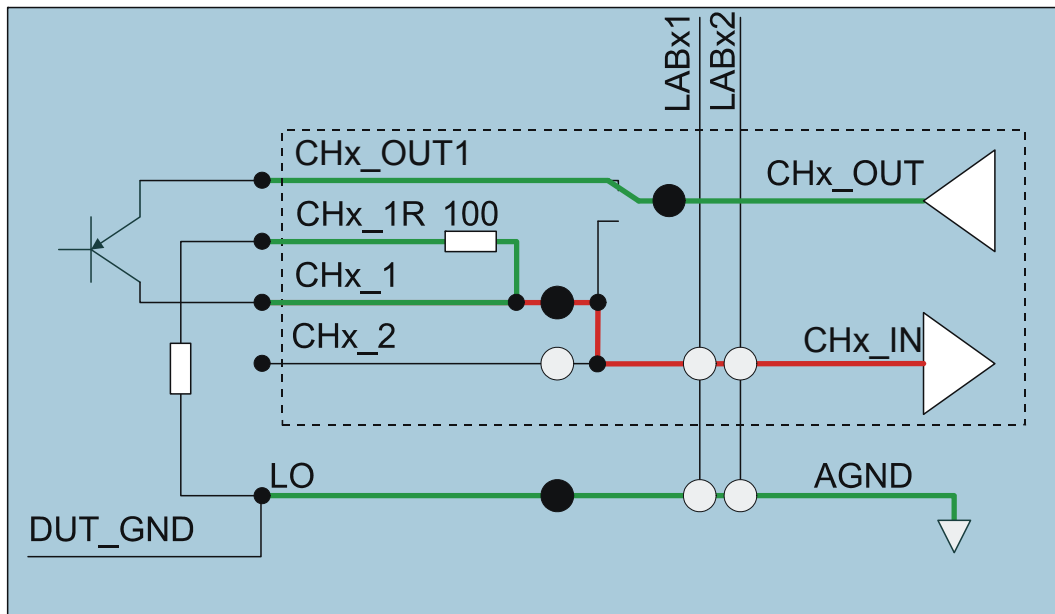 LABx1
LABx2
CHx_OUT1
CHx_OUT
CHx_1R 100
CHx_1
CHx_2
CHx_IN
LO
AGND
DUT_GND